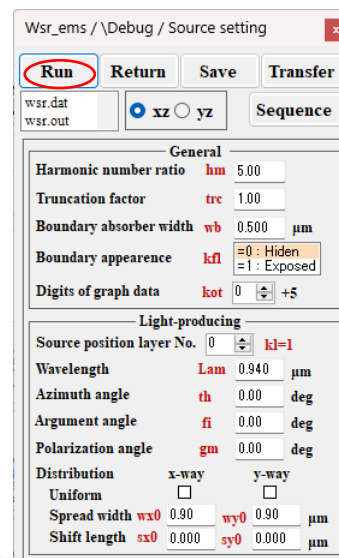 Wsr_ems / \Debug / Source setting x
Run Return Save Transfer
wsr.dat
wsr.out
xz yz Sequence
General
Harmonic number ratio hm 5.00
Truncation factor trc 1.00
Boundary absorber width wb 0.500 μm
Boundary appearence kfl =0 : Hiden
=1 : Exposed
Digits of graph data kot 0 +5
Light-producing
Source position layer No. 0 kl=1
Wavelength Lam 0.940 μm
Azimuth angle th 0.00 deg
Argument angle fi 0.00 deg
Polarization angle gm 0.00 deg
Distribution x-way y-way
Uniform
Spread width wx0 0.90 wy0 0.90 μm
Shift length sx0 0.000 sy0 0.000 μm